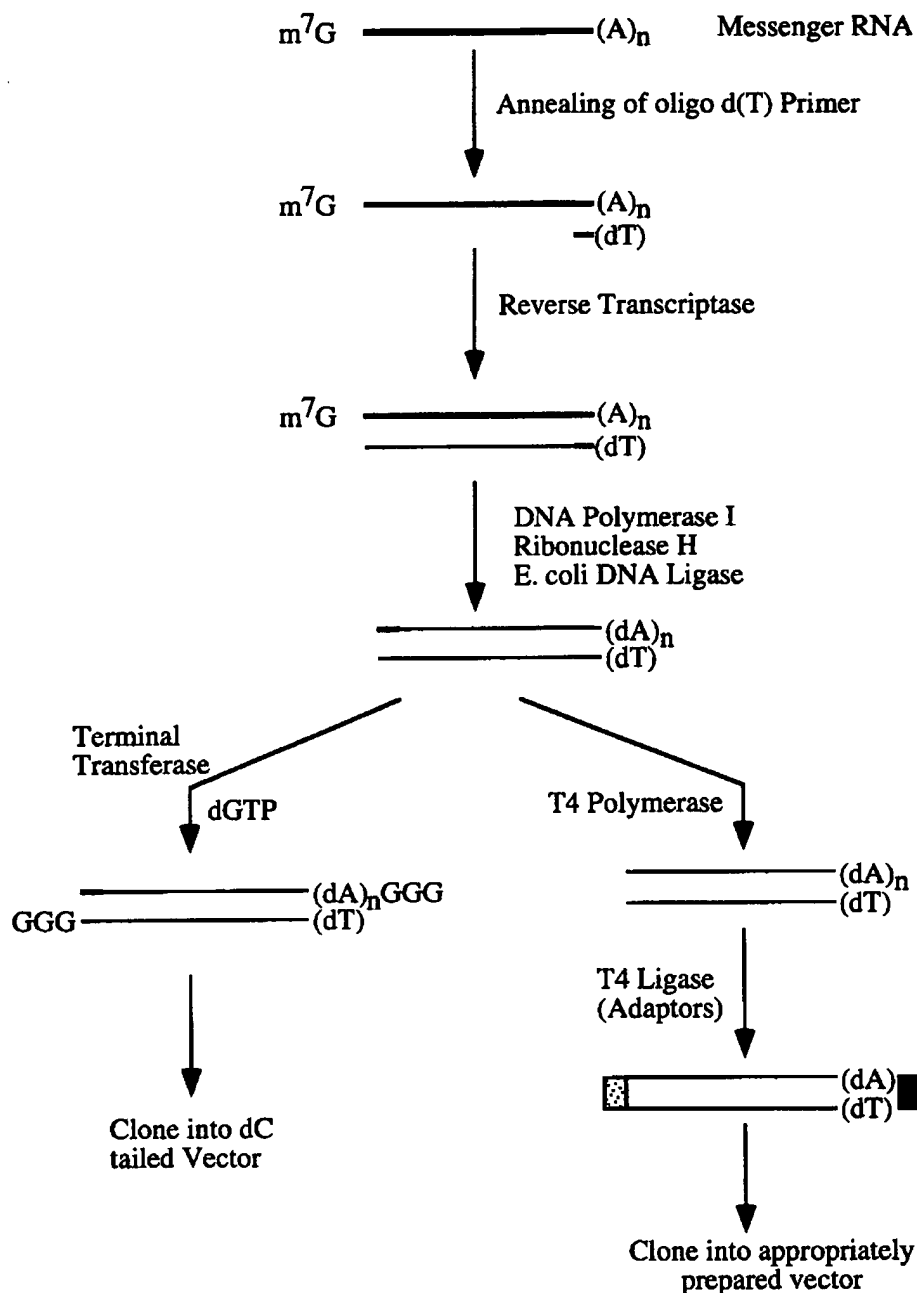 m⁷G (A)n Messenger RNA
Annealing of oligo d(T) Primer
m⁷G (A)n
(dT)
Reverse Transcriptase
m⁷G (A)n
(dT)
DNA Polymerase I
Ribonuclease H
E. coli DNA Ligase
(dA)n
(dT)
Terminal
Transferase
dGTP
T4 Polymerase
(dA)nGGG
GGG (dT)
(dA)n
(dT)
T4 Ligase
(Adaptors)
(dA)
(dT)
Clone into dC
tailed Vector
Clone into appropriately
prepared vector